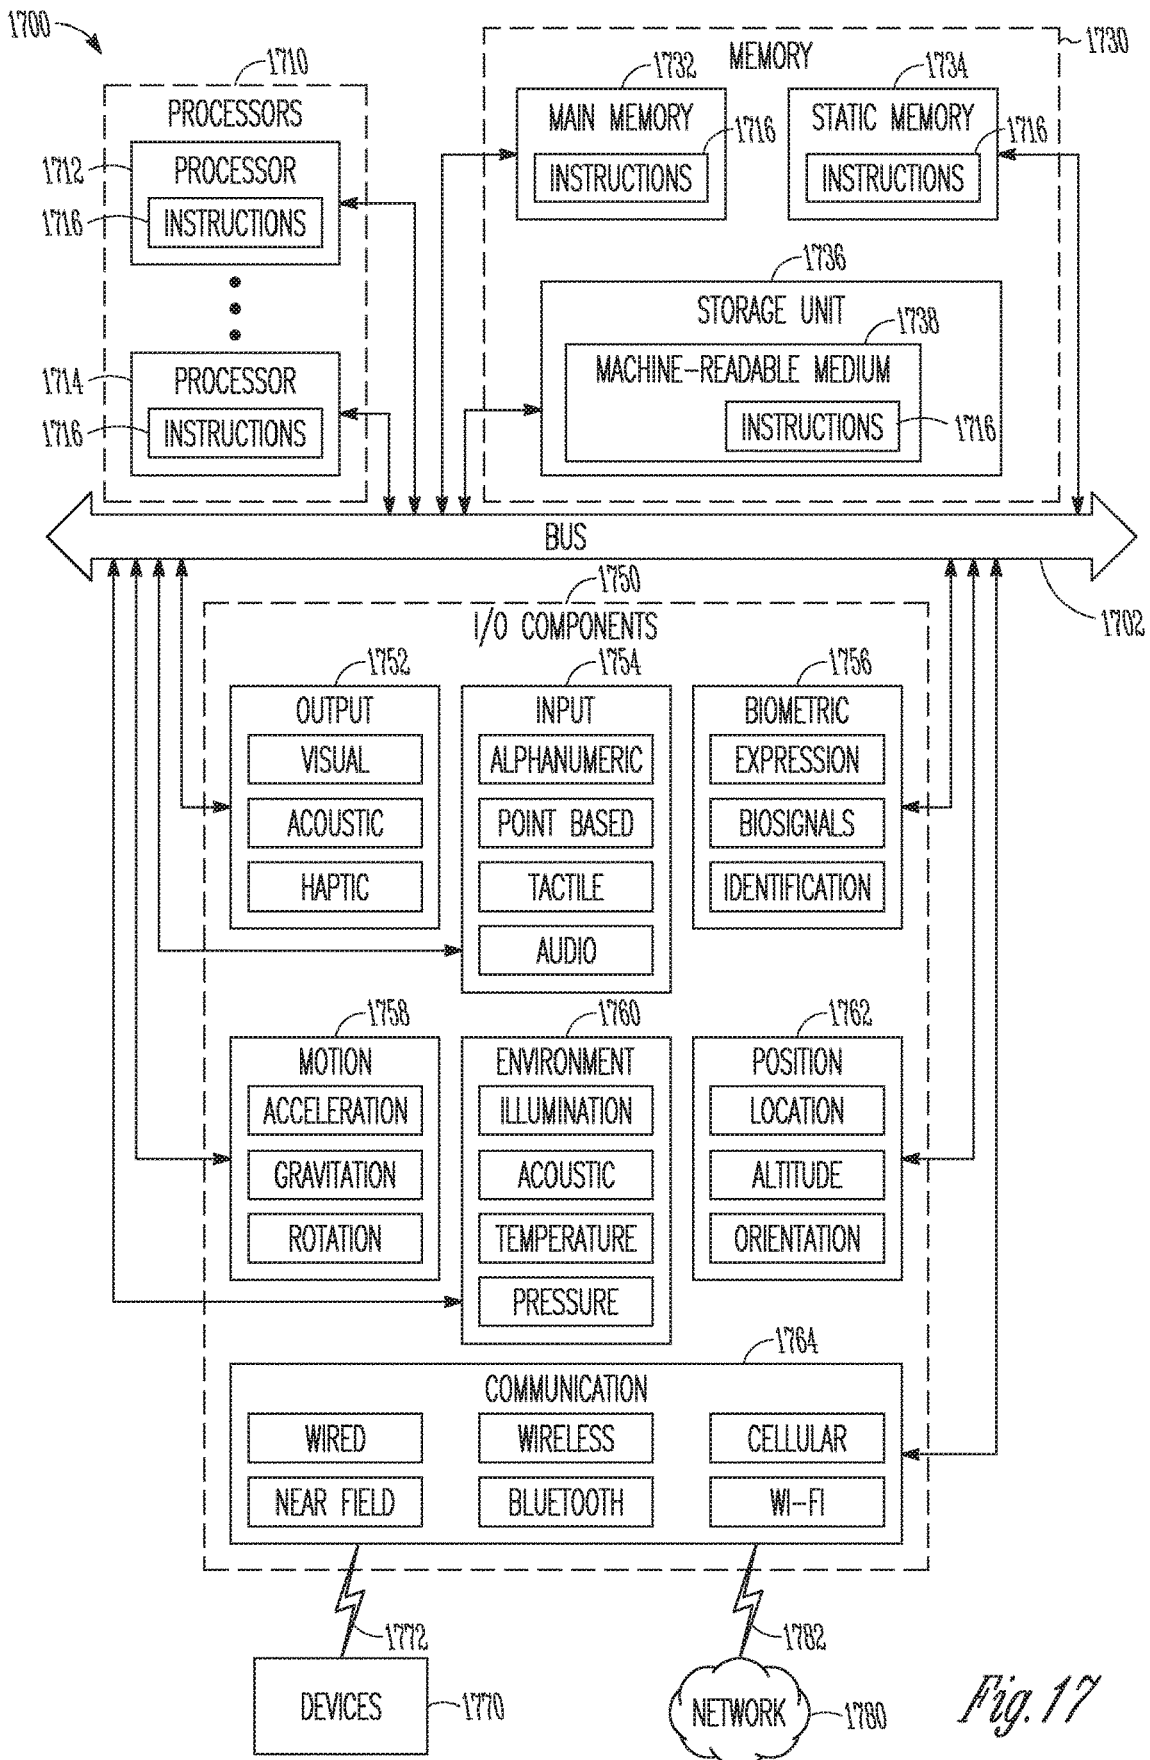 1700
1710
PROCESSORS
1712
PROCESSOR
1716
INSTRUCTIONS
1714
PROCESSOR
1716
INSTRUCTIONS
1730
MEMORY
1732
MAIN MEMORY
1716
INSTRUCTIONS
1734
STATIC MEMORY
1716
INSTRUCTIONS
1736
STORAGE UNIT
1738
MACHINE-READABLE MEDIUM
INSTRUCTIONS
1716
BUS
1702
1750
I/O COMPONENTS
1752
OUTPUT
VISUAL
ACOUSTIC
HAPTIC
1754
INPUT
ALPHANUMERIC
POINT BASED
TACTILE
AUDIO
1756
BIOMETRIC
EXPRESSION
BIOSIGNALS
IDENTIFICATION
1758
MOTION
ACCELERATION
GRAVITATION
ROTATION
1760
ENVIRONMENT
ILLUMINATION
ACOUSTIC
TEMPERATURE
PRESSURE
1762
POSITION
LOCATION
ALTITUDE
ORIENTATION
1764
COMMUNICATION
WIRED
WIRELESS
CELLULAR
NEAR FIELD
BLUETOOTH
WI-FI
1772
1782
DEVICES
1770
NETWORK
1780
Fig. 17